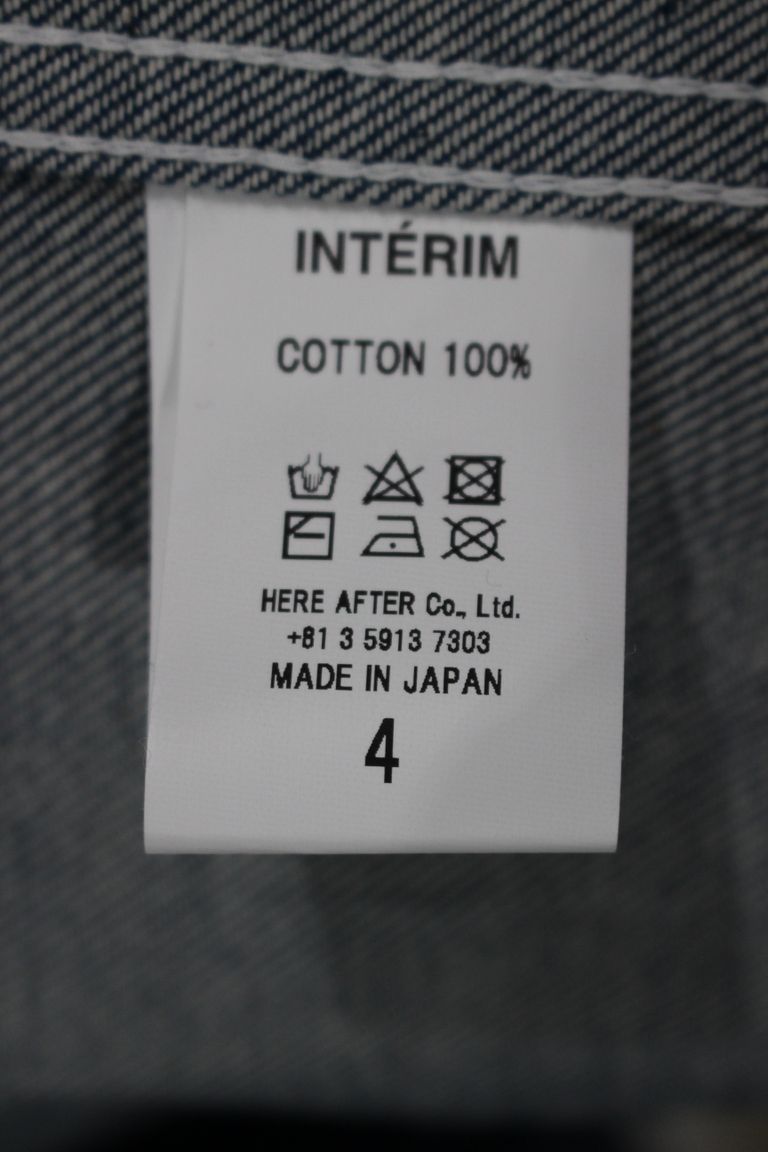 INTÉRIM
COTTON 100%
HERE AFTER Co., Ltd.
+81 3 5913 7303
MADE IN JAPAN
4